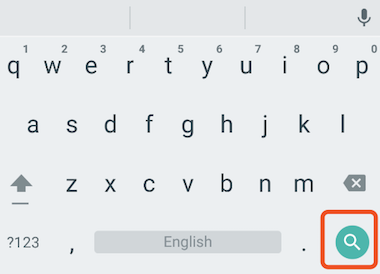 1 2 3 4 5 6 7 8 9 0
q w e r t y u i o p
a s d f g h j k l
z x c v b n m
?123 , English .